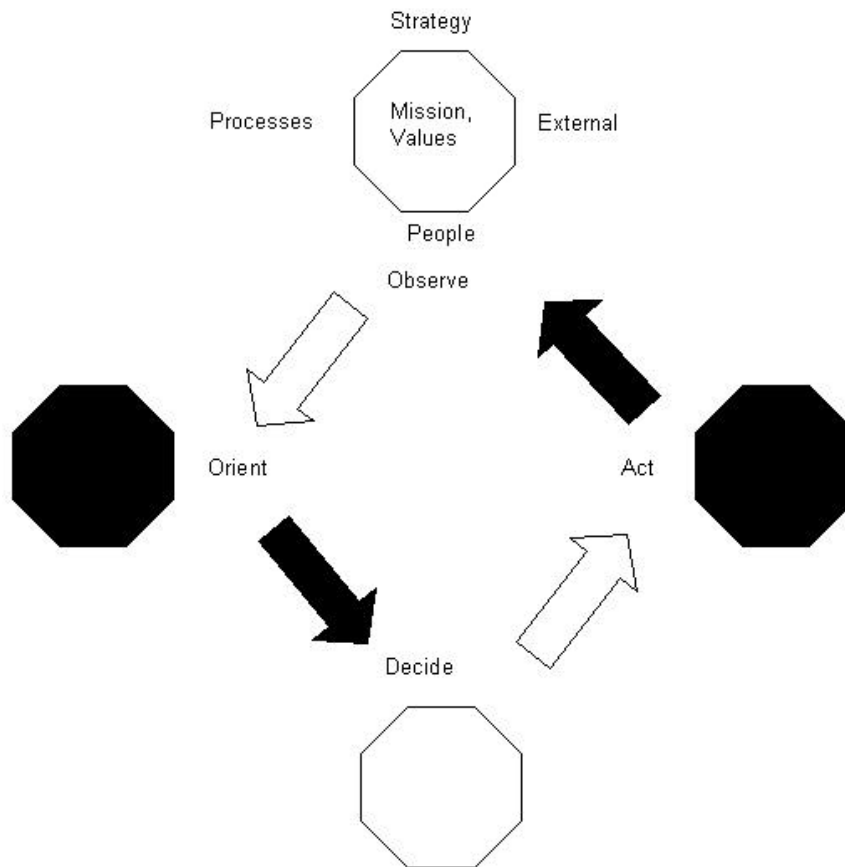 Strategy
Processes
Mission,
Values
External
People
Observe
Orient
Act
Decide